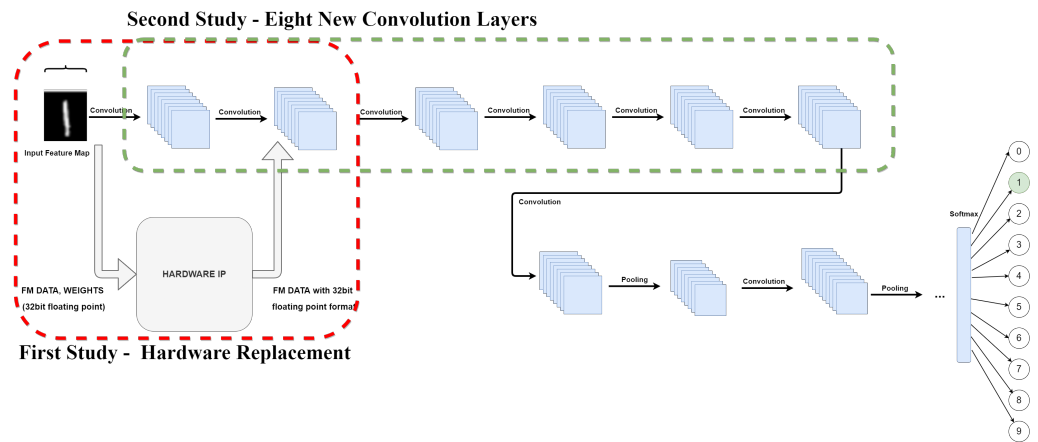 Second Study - Eight New Convolution Layers
Convolution
Convolution
Convolution
Convolution
Convolution
Convolution
Input Feature Map
Convolution
HARDWARE IP
FM DATA, WEIGHTS
(32bit floating point)
FM DATA with 32bit
floating point format
First Study - Hardware Replacement
Pooling
Convolution
Pooling
...
Softmax
0
1
2
3
4
5
6
7
8
9